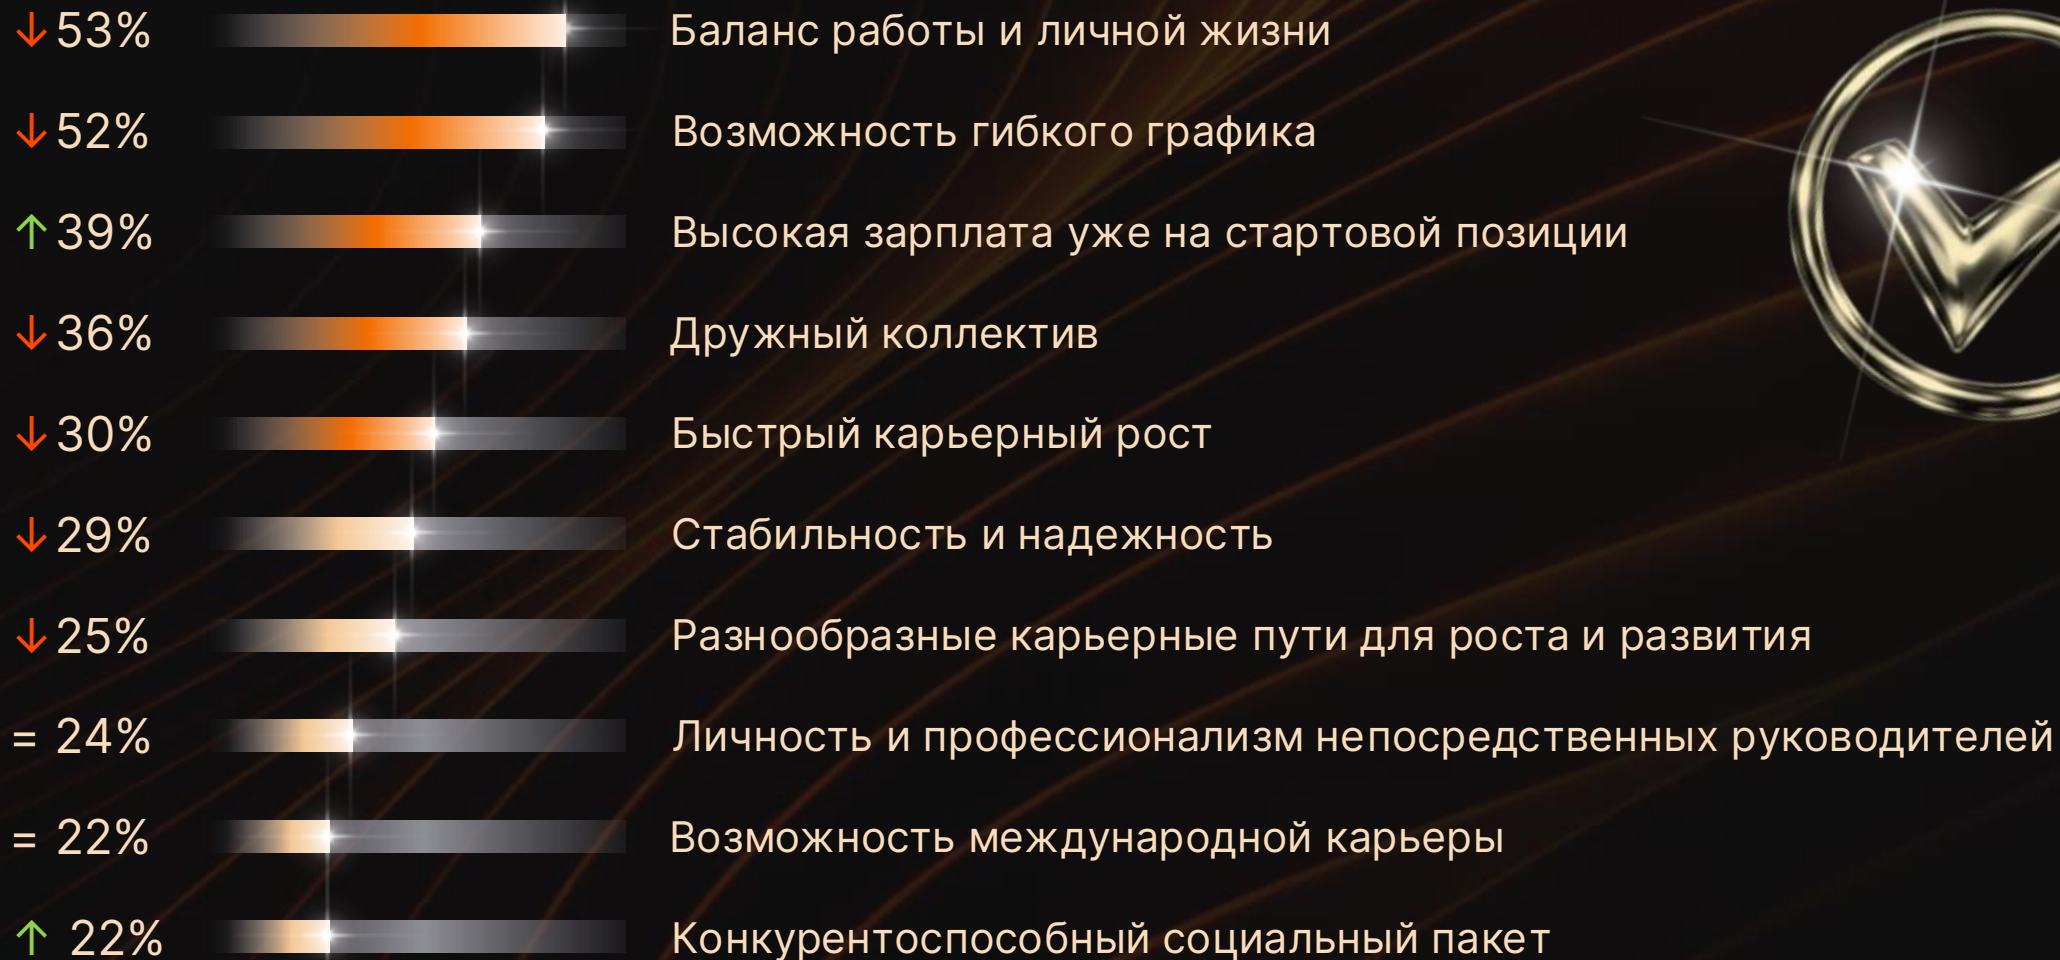 ↓53% Баланс работы и личной жизни
↓52% Возможность гибкого графика
↑39% Высокая зарплата уже на стартовой позиции
↓36% Дружный коллектив
↓30% Быстрый карьерный рост
↓29% Стабильность и надежность
↓25% Разнообразные карьерные пути для роста и развития
= 24% Личность и профессионализм непосредственных руководителей
= 22% Возможность международной карьеры
↑ 22% Конкурентоспособный социальный пакет